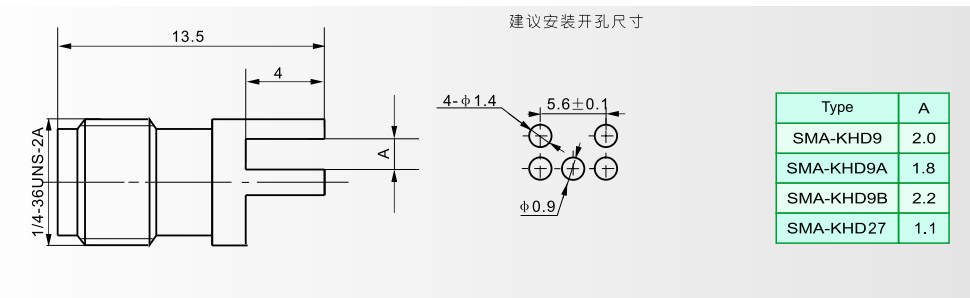 建议安装开孔尺寸
13.5
4
1/4-36UNS-2A
A
4-ф1.4
5.6±0.1
ф0.9
Type A
SMA-KHD9 2.0
SMA-KHD9A 1.8
SMA-KHD9B 2.2
SMA-KHD27 1.1